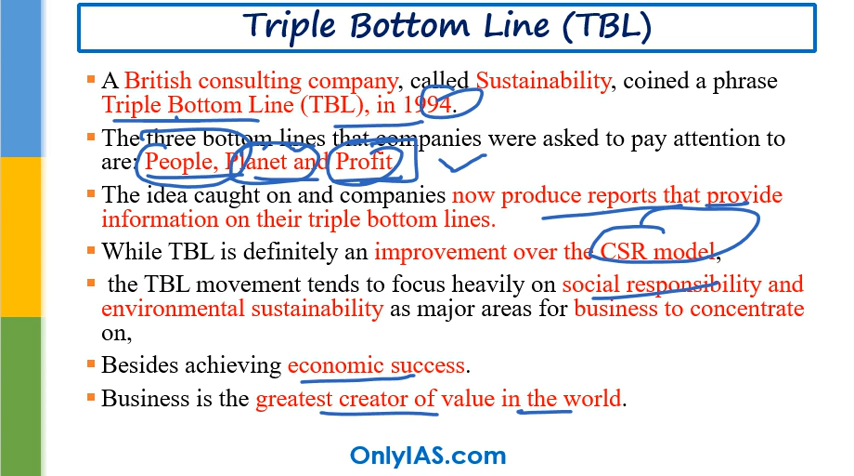 Triple Bottom Line (TBL)
▪ A British consulting company, called Sustainability, coined a phrase
Triple Bottom Line (TBL), in 1994.
▪ The three bottom lines that companies were asked to pay attention to
are: People, Planet and Profit
▪ The idea caught on and companies now produce reports that provide
information on their triple bottom lines.
▪ While TBL is definitely an improvement over the CSR model,
▪ the TBL movement tends to focus heavily on social responsibility and
environmental sustainability as major areas for business to concentrate
on,
▪ Besides achieving economic success.
▪ Business is the greatest creator of value in the world.
OnlyIAS.com